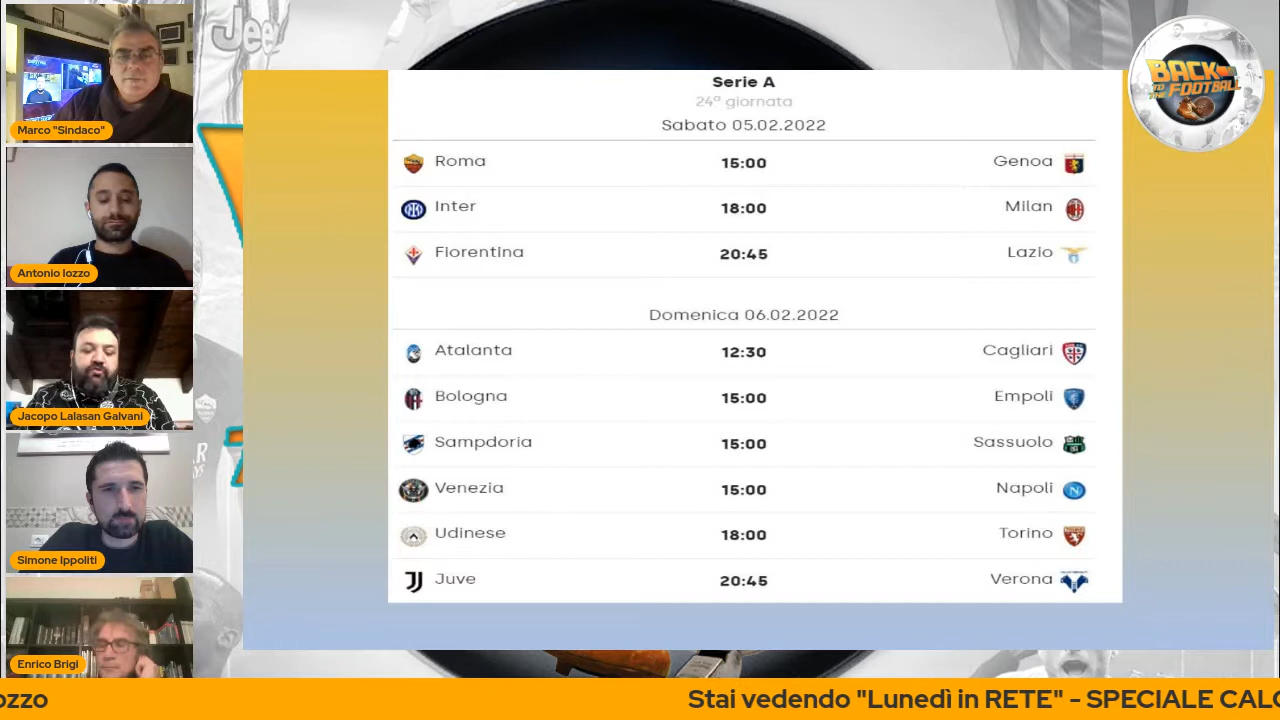 Jeep
Marco "Sindaco"
Antonio Iozzo
Jacopo Lalasan Galvani
Simone Ippoliti
Enrico Brigi
BACK
TO THE FOOTBALL
Serie A
24ª giornata
Sabato 05.02.2022
Roma 15:00 Genoa
Inter 18:00 Milan
Fiorentina 20:45 Lazio
Domenica 06.02.2022
Atalanta 12:30 Cagliari
Bologna 15:00 Empoli
Sampdoria 15:00 Sassuolo
Venezia 15:00 Napoli
Udinese 18:00 Torino
Juve 20:45 Verona
ozzo Stai vedendo "Lunedì in RETE" - SPECIALE CALC